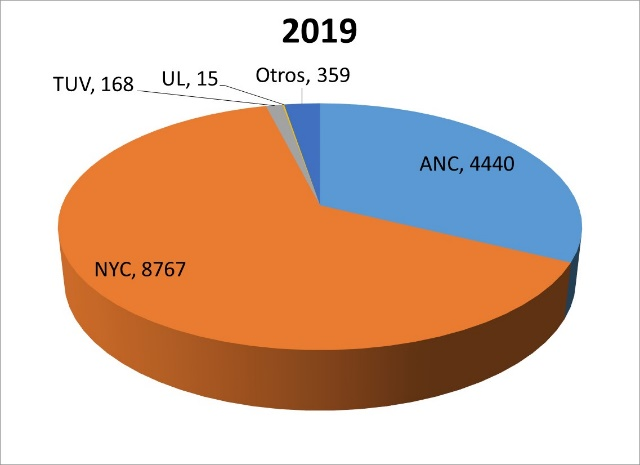 2019
TUV, 168
UL, 15
Otros, 359
ANC, 4440
NYC, 8767